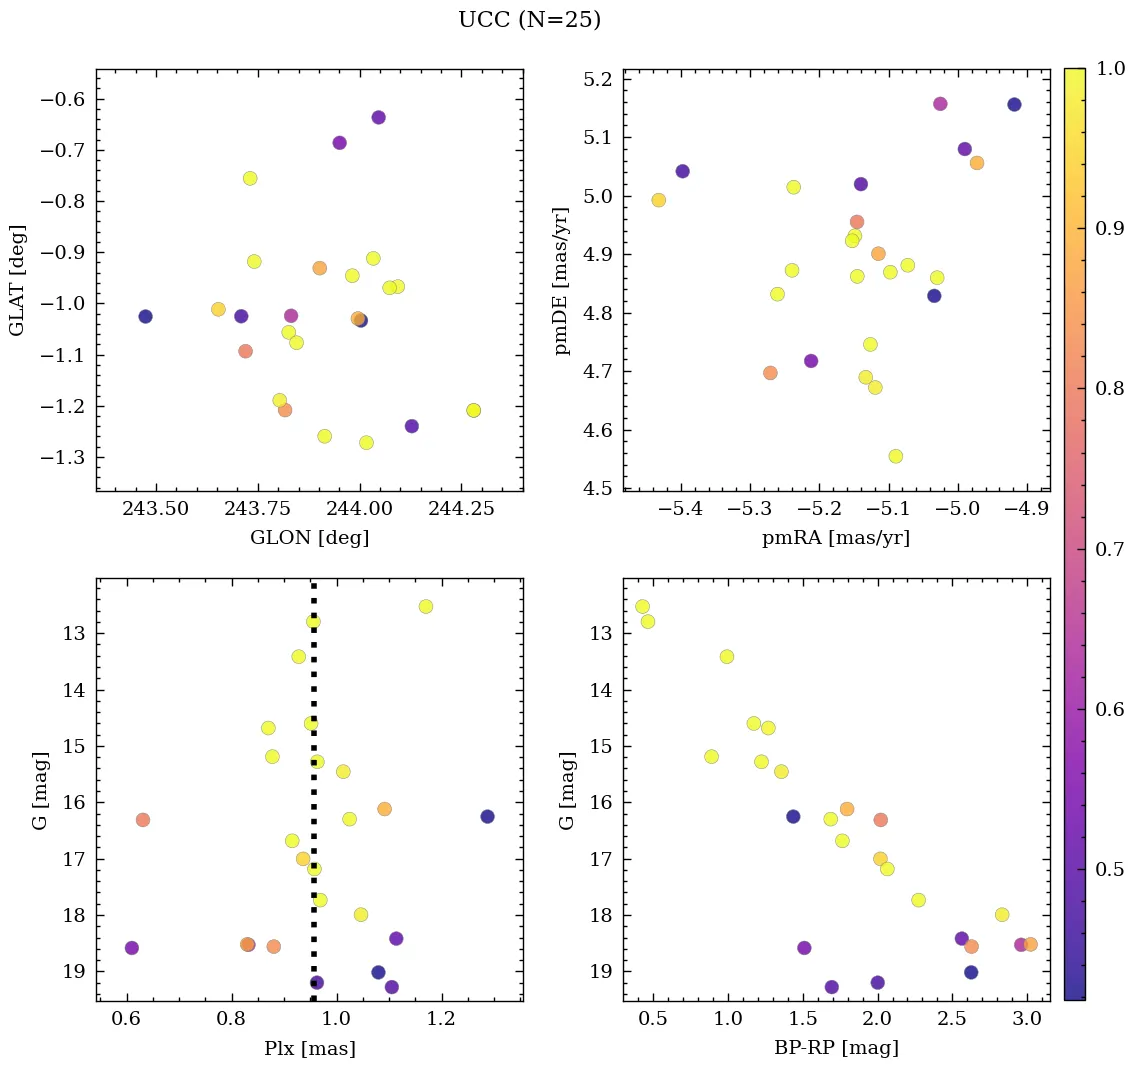 UCC (N=25)
−0.6
−0.7
−0.8
−0.9
−1.0
−1.1
−1.2
−1.3
GLAT [deg]
243.50 243.75 244.00 244.25
GLON [deg]
5.2
5.1
5.0
4.9
4.8
4.7
4.6
4.5
pmDE [mas/yr]
−5.4 −5.3 −5.2 −5.1 −5.0 −4.9
pmRA [mas/yr]
1.0
0.9
0.8
0.7
0.6
0.5
13
14
15
16
17
18
19
G [mag]
0.6 0.8 1.0 1.2
Plx [mas]
13
14
15
16
17
18
19
G [mag]
0.5 1.0 1.5 2.0 2.5 3.0
BP-RP [mag]